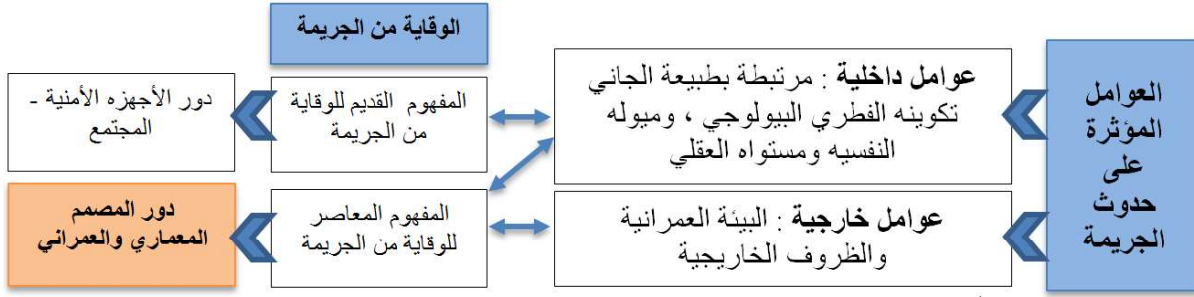 العوامل
المؤثرة
على
حدوث
الجريمة
عوامل داخلية : مرتبطة بطبيعة الجاني
تكوينه الفطري البيولوجي ، وميوله
النفسيه ومستواه العقلي
عوامل خارجية : البيئة العمرانية
والظروف الخاريجية
الوقاية من الجريمة
المفهوم القديم للوقاية
من الجريمة
المفهوم المعاصر
للوقاية من الجريمة
دور الأجهزه الأمنية -
المجتمع
دور المصمم
المعماري والعمراني